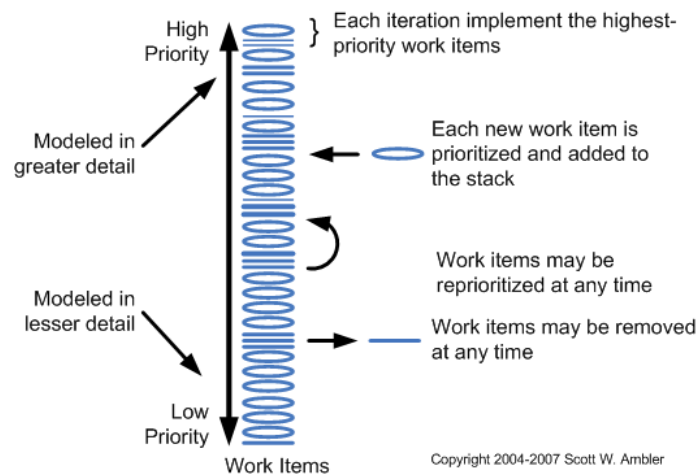 High
Priority
Each iteration implement the highest-
priority work items
Modeled in
greater detail
Each new work item is
prioritized and added to
the stack
Work items may be
reprioritized at any time
Modeled in
lesser detail
Work items may be removed
at any time
Low
Priority
Work Items
Copyright 2004-2007 Scott W. Ambler